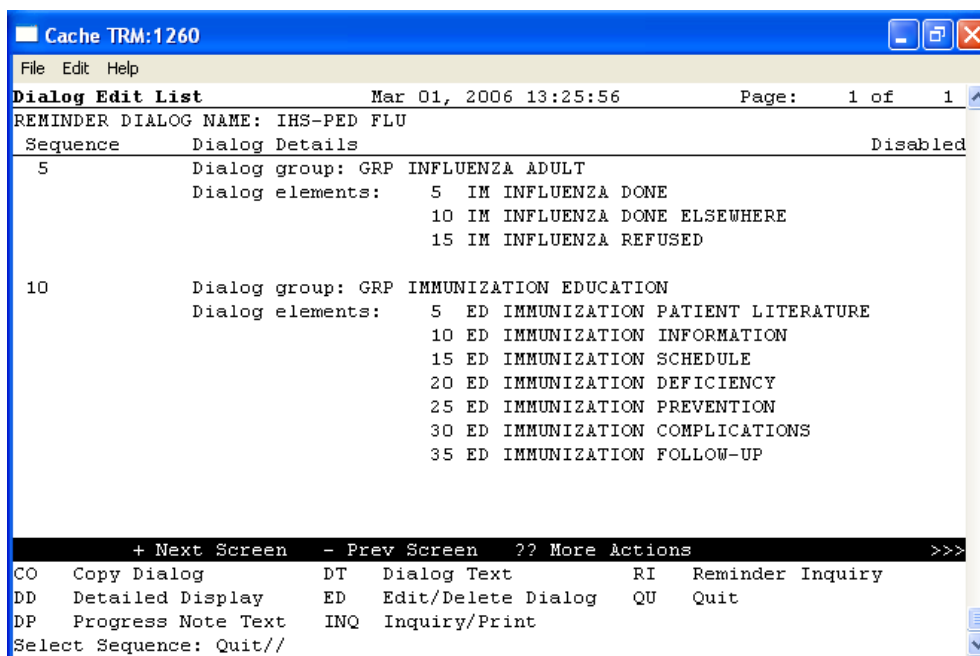 Cache TRM:1260
File Edit Help
Dialog Edit List Mar 01, 2006 13:25:56 Page: 1 of 1
REMINDER DIALOG NAME: IHS-PED FLU
Sequence Dialog Details Disabled
5 Dialog group: GRP INFLUENZA ADULT
Dialog elements: 5 IM INFLUENZA DONE
10 IM INFLUENZA DONE ELSEWHERE
15 IM INFLUENZA REFUSED
10 Dialog group: GRP IMMUNIZATION EDUCATION
Dialog elements: 5 ED IMMUNIZATION PATIENT LITERATURE
10 ED IMMUNIZATION INFORMATION
15 ED IMMUNIZATION SCHEDULE
20 ED IMMUNIZATION DEFICIENCY
25 ED IMMUNIZATION PREVENTION
30 ED IMMUNIZATION COMPLICATIONS
35 ED IMMUNIZATION FOLLOW-UP
+ Next Screen - Prev Screen ?? More Actions >>>
CO Copy Dialog DT Dialog Text RI Reminder Inquiry
DD Detailed Display ED Edit/Delete Dialog QU Quit
DP Progress Note Text INQ Inquiry/Print
Select Sequence: Quit//